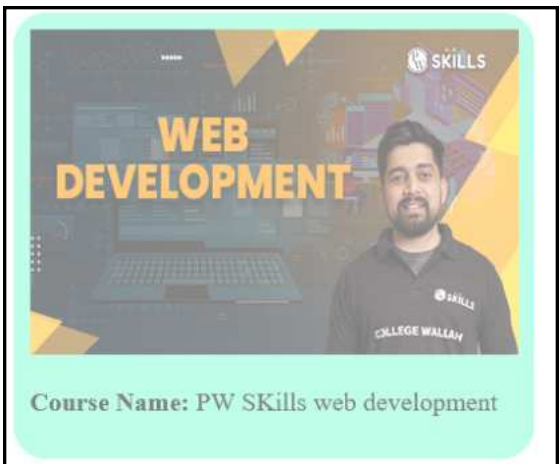 SKILLS
WEB
DEVELOPMENT
SKILLS
COLLEGE WALLAH
Course Name: PW SKills web development